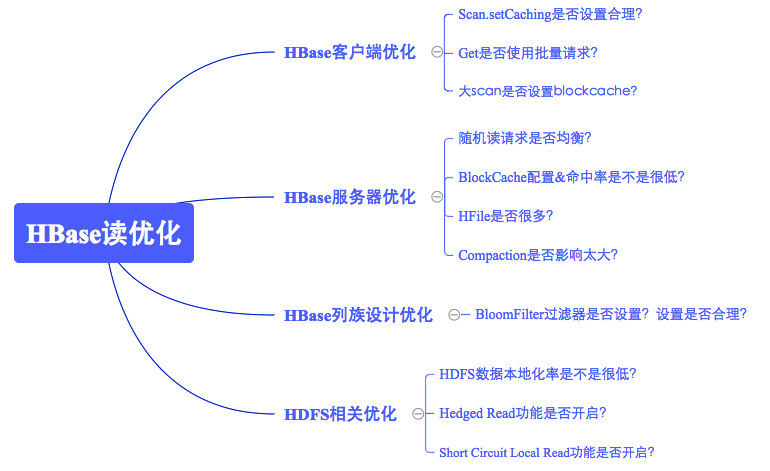 HBase读优化
HBase客户端优化
Scan.setCaching是否设置合理?
Get是否使用批量请求?
大scan是否设置blockcache?
HBase服务器优化
随机读请求是否均衡?
BlockCache配置&命中率是不是很低?
HFile是否很多?
Compaction是否影响太大?
HBase列族设计优化
BloomFilter过滤器是否设置? 设置是否合理?
HDFS相关优化
HDFS数据本地化率是不是很低?
Hedged Read功能是否开启?
Short Circuit Local Read功能是否开启?